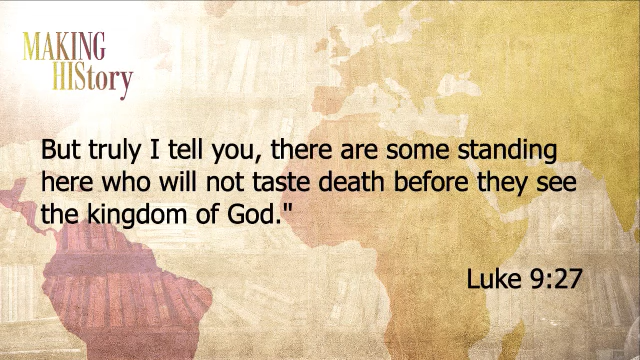 MAKING
HIStory
But truly I tell you, there are some standing
here who will not taste death before they see
the kingdom of God."
Luke 9:27